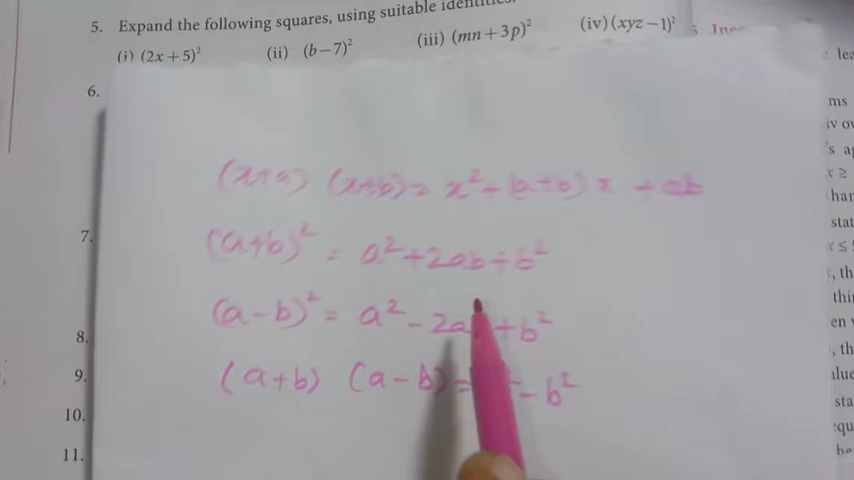 5. Expand the following squares, using suitable identities.
(i) (2x + 5)² (ii) (b − 7)² (iii) (mn + 3p)² (iv) (xyz − 1)²
6.
(x+a) (x+b) = x² + (a+b) x + ab
7.
(a+b)² = a² + 2ab + b²
(a-b)² = a² - 2ab + b²
8.
(a+b) (a-b) = - b²
9.
10.
11.